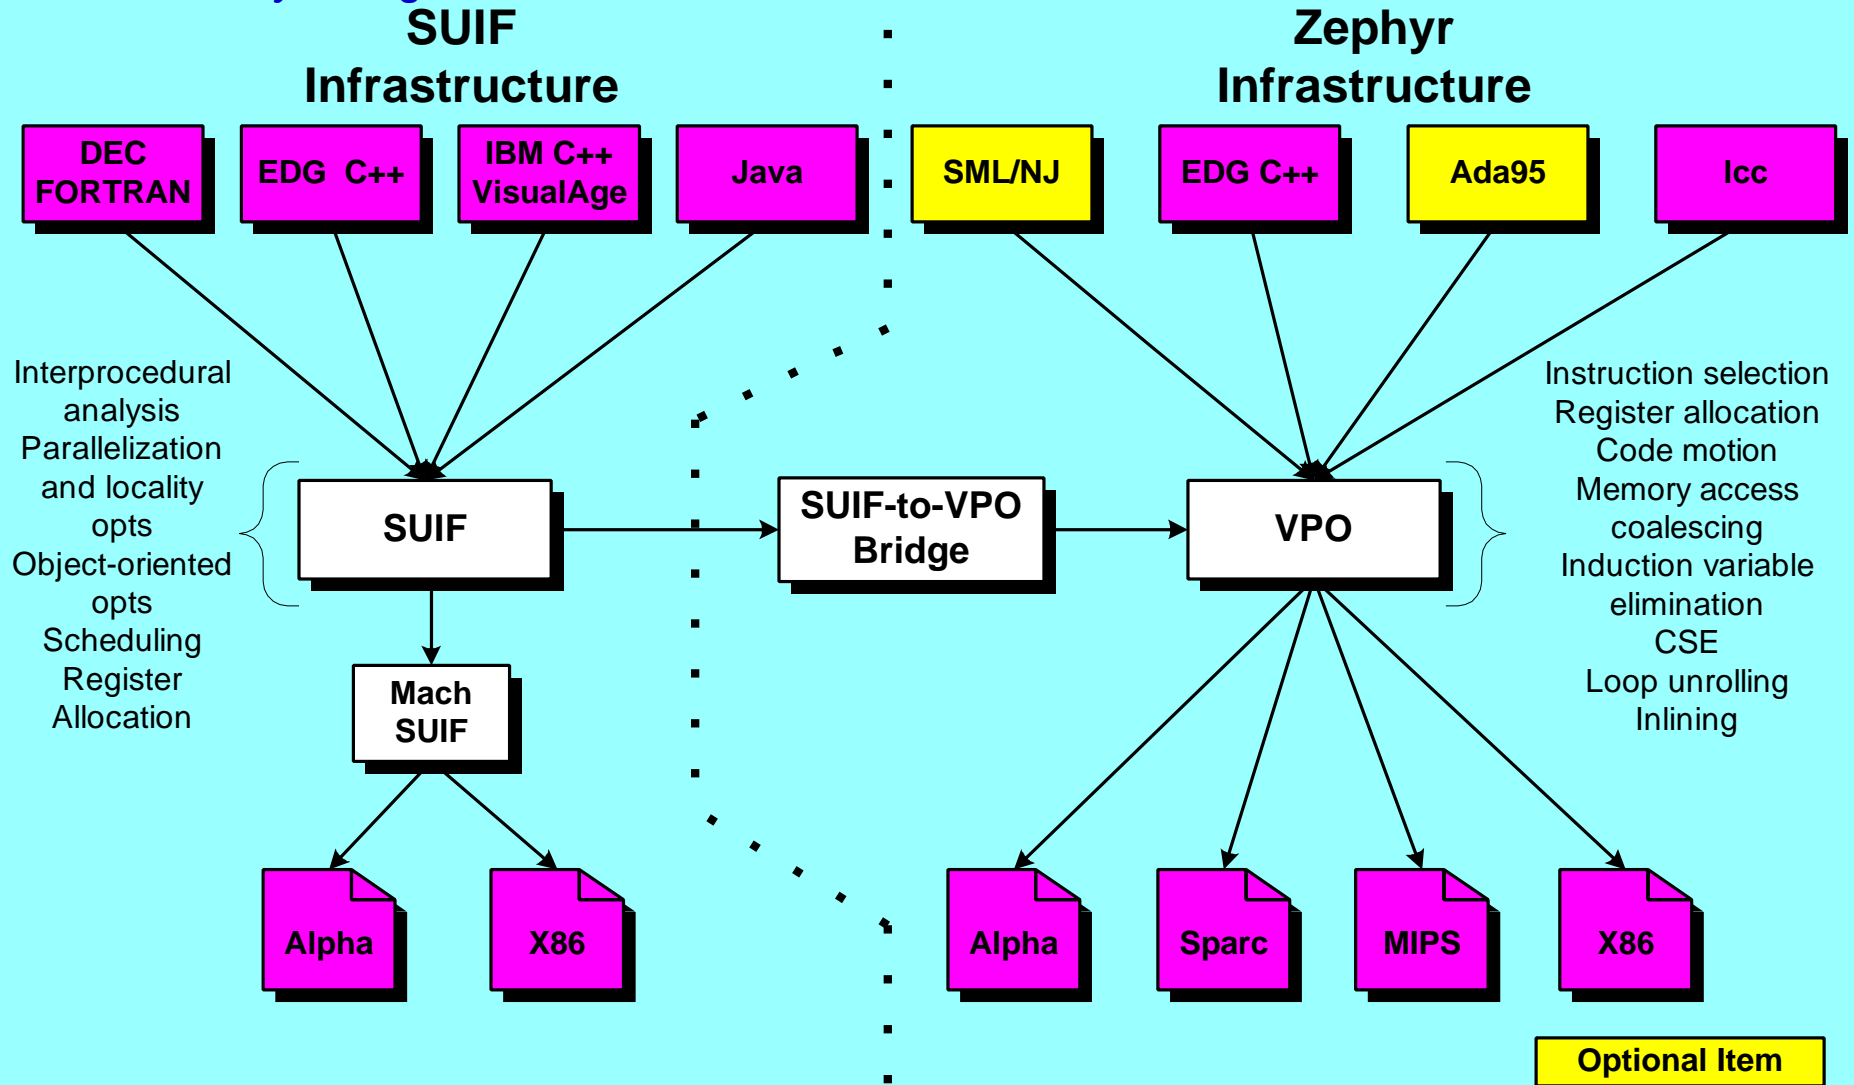 SUIF
Infrastructure
Zephyr
Infrastructure
DEC
FORTRAN
EDG C++
IBM C++
VisualAge
Java
SML/NJ
EDG C++
Ada95
lcc
Interprocedural
analysis
Parallelization
and locality
opts
Object-oriented
opts
Scheduling
Register
Allocation
SUIF
SUIF-to-VPO
Bridge
VPO
Instruction selection
Register allocation
Code motion
Memory access
coalescing
Induction variable
elimination
CSE
Loop unrolling
Inlining
Mach
SUIF
Alpha
X86
Alpha
Sparc
MIPS
X86
Optional Item